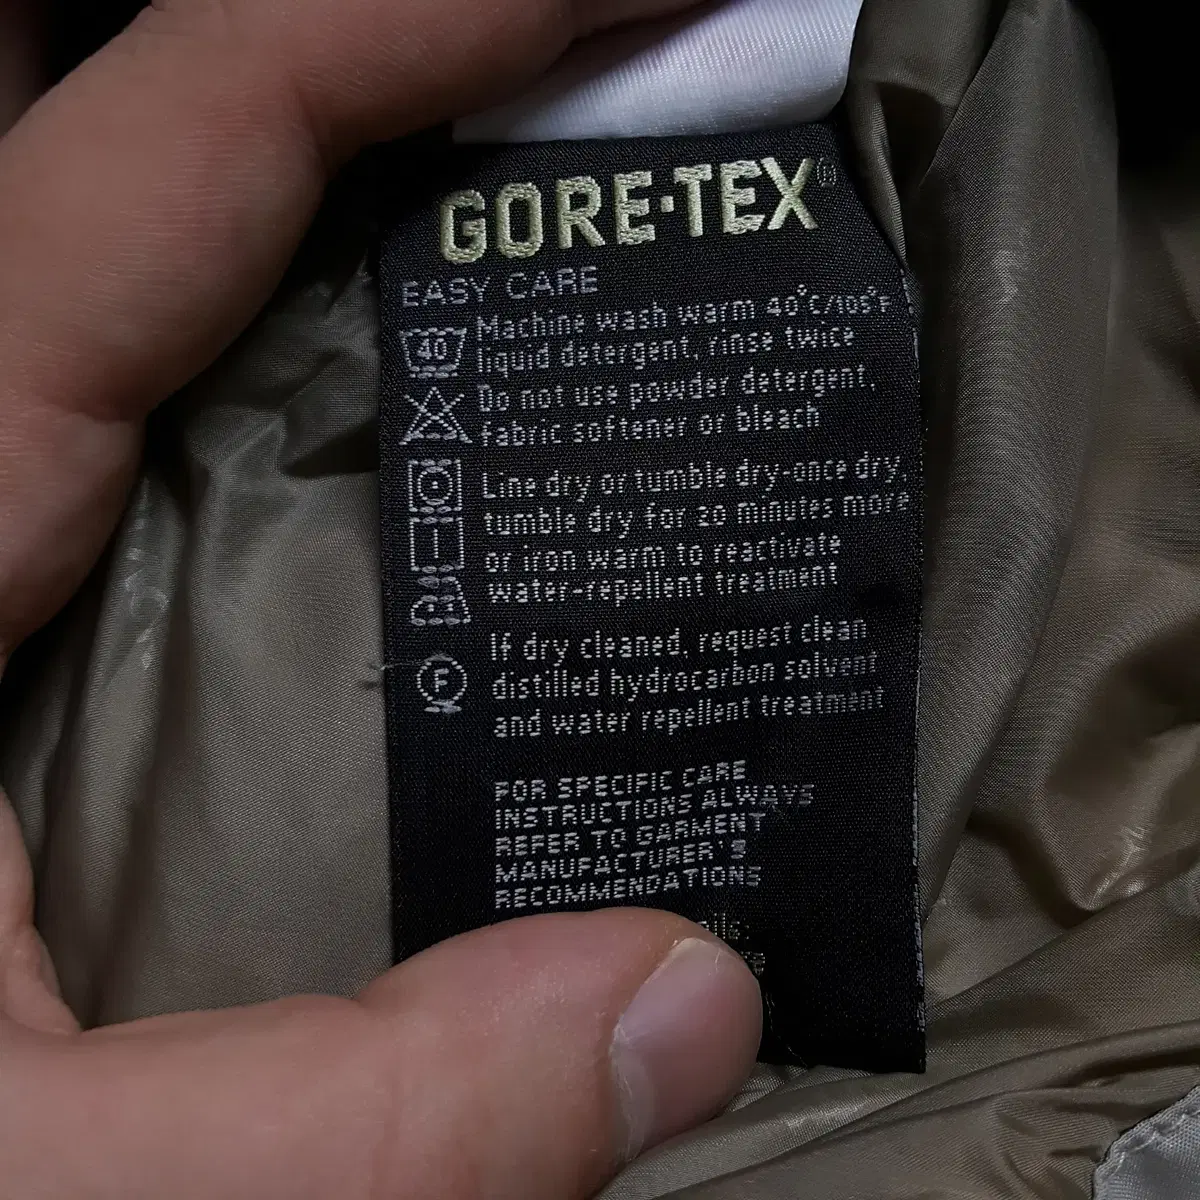 GORE-TEX®
EASY CARE
40
Machine wash warm 40°C/105°F
liquid detergent, rinse twice
Do not use powder detergent,
fabric softener or bleach
Line dry or tumble dry-once dry,
tumble dry for 20 minutes more
or iron warm to reactivate
water-repellent treatment
F
If dry cleaned, request clean
distilled hydrocarbon solvent
and water repellent treatment
FOR SPECIFIC CARE
INSTRUCTIONS ALWAYS
REFER TO GARMENT
MANUFACTURER'S
RECOMMENDATIONS